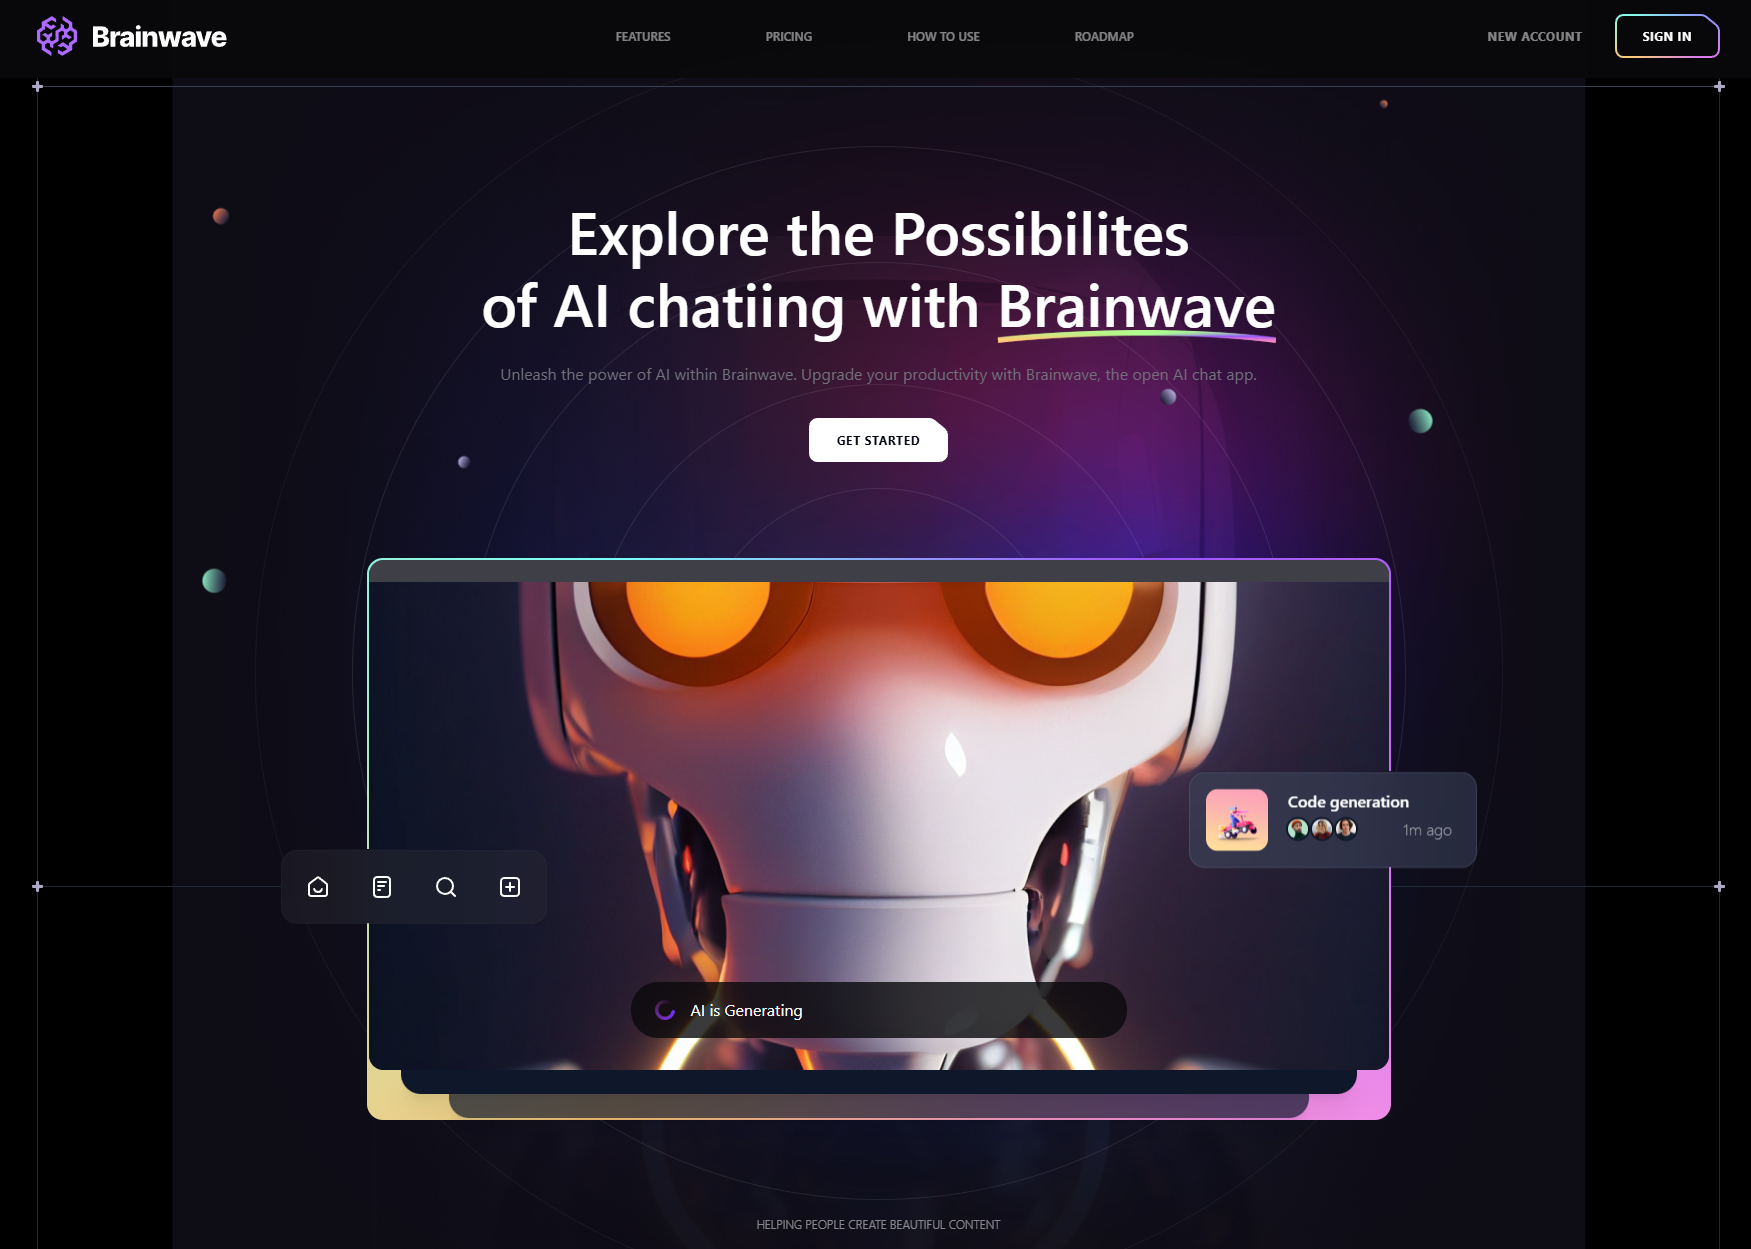 Brainwave
FEATURES
PRICING
HOW TO USE
ROADMAP
NEW ACCOUNT
SIGN IN
Explore the Possibilites
of AI chatiing with Brainwave
Unleash the power of AI within Brainwave. Upgrade your productivity with Brainwave, the open AI chat app.
GET STARTED
Code generation
1m ago
AI is Generating
HELPING PEOPLE CREATE BEAUTIFUL CONTENT